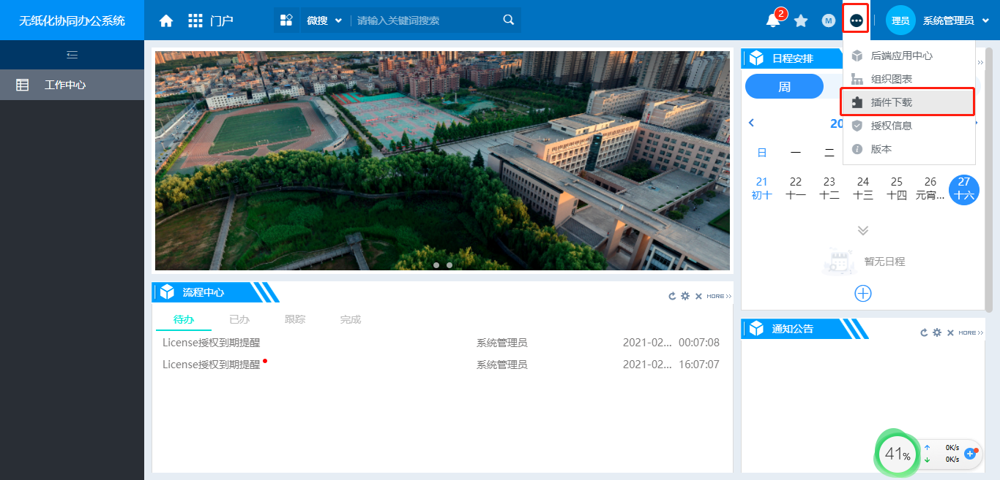 无纸化协同办公系统
门户
微搜
请输入关键词搜索
2
M
理员
系统管理员
工作中心
后端应用中心
组织图表
插件下载
授权信息
版本
日程安排
周
20
日 一 二
21 22 23 24 25 26 27
初十 十一 十二 十三 十四 元宵... 十六
暂无日程
流程中心
MORE >>
待办 已办 跟踪 完成
License授权到期提醒 系统管理员 2021-02... 00:07:08
License授权到期提醒 系统管理员 2021-02... 16:07:07
通知公告
MORE >>
41%
0K/s
0K/s